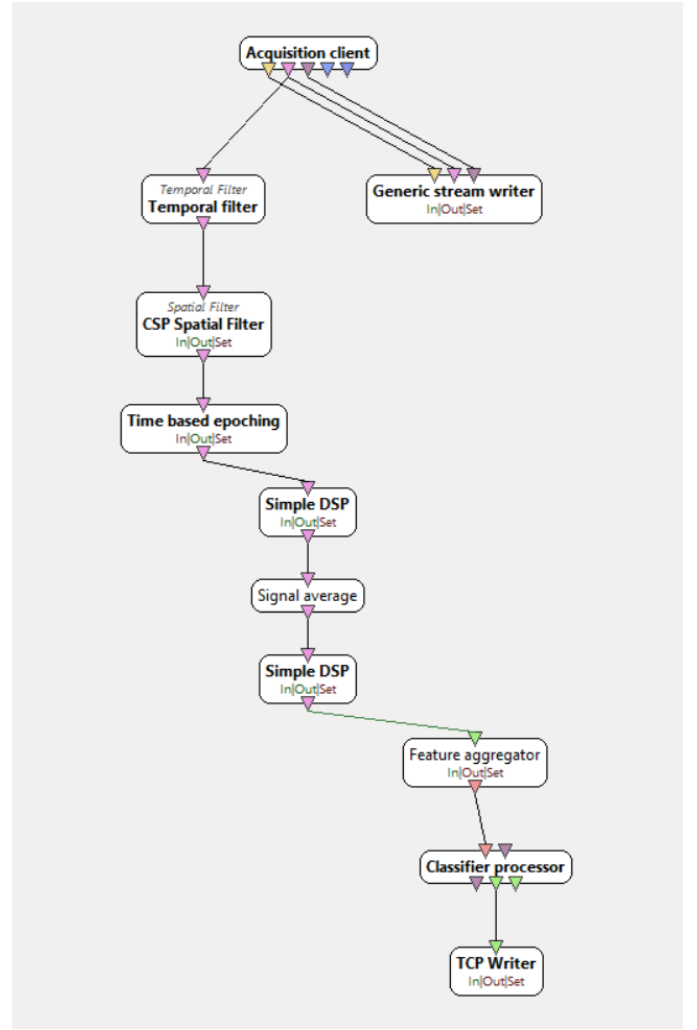 Acquisition client
Temporal Filter
Temporal filter
Generic stream writer
In|Out|Set
Spatial Filter
CSP Spatial Filter
In|Out|Set
Time based epoching
In|Out|Set
Simple DSP
In|Out|Set
Signal average
Simple DSP
In|Out|Set
Feature aggregator
In|Out|Set
Classifier processor
TCP Writer
In|Out|Set